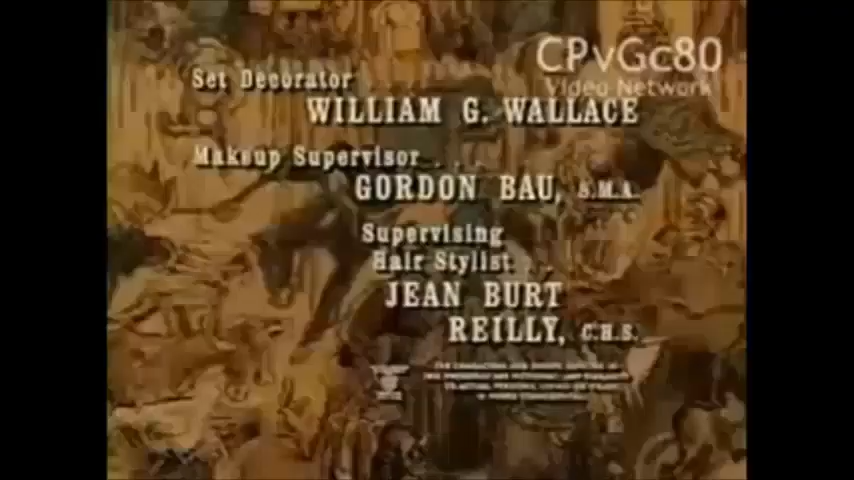 CPvGc80
Video Network
Set Decorator
WILLIAM G. WALLACE
Makeup Supervisor . . .
GORDON BAU, S.M.A.
Supervising
Hair Stylist . .
JEAN BURT
REILLY, C.H.S.